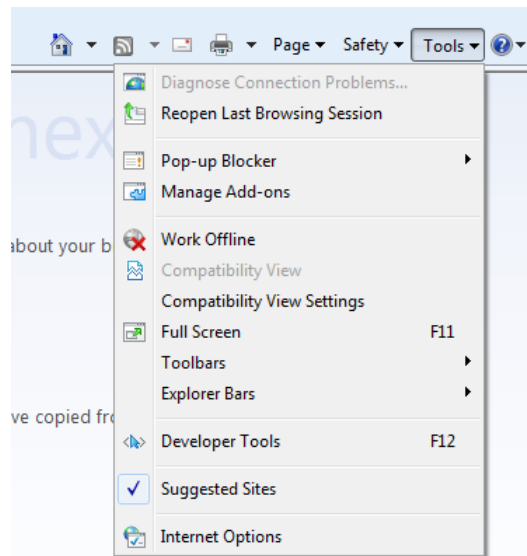 Page Safety Tools
nex
Diagnose Connection Problems...
Reopen Last Browsing Session
Pop-up Blocker
Manage Add-ons
about your b
Work Offline
Compatibility View
Compatibility View Settings
Full Screen F11
Toolbars
Explorer Bars
ve copied fro
Developer Tools F12
Suggested Sites
Internet Options